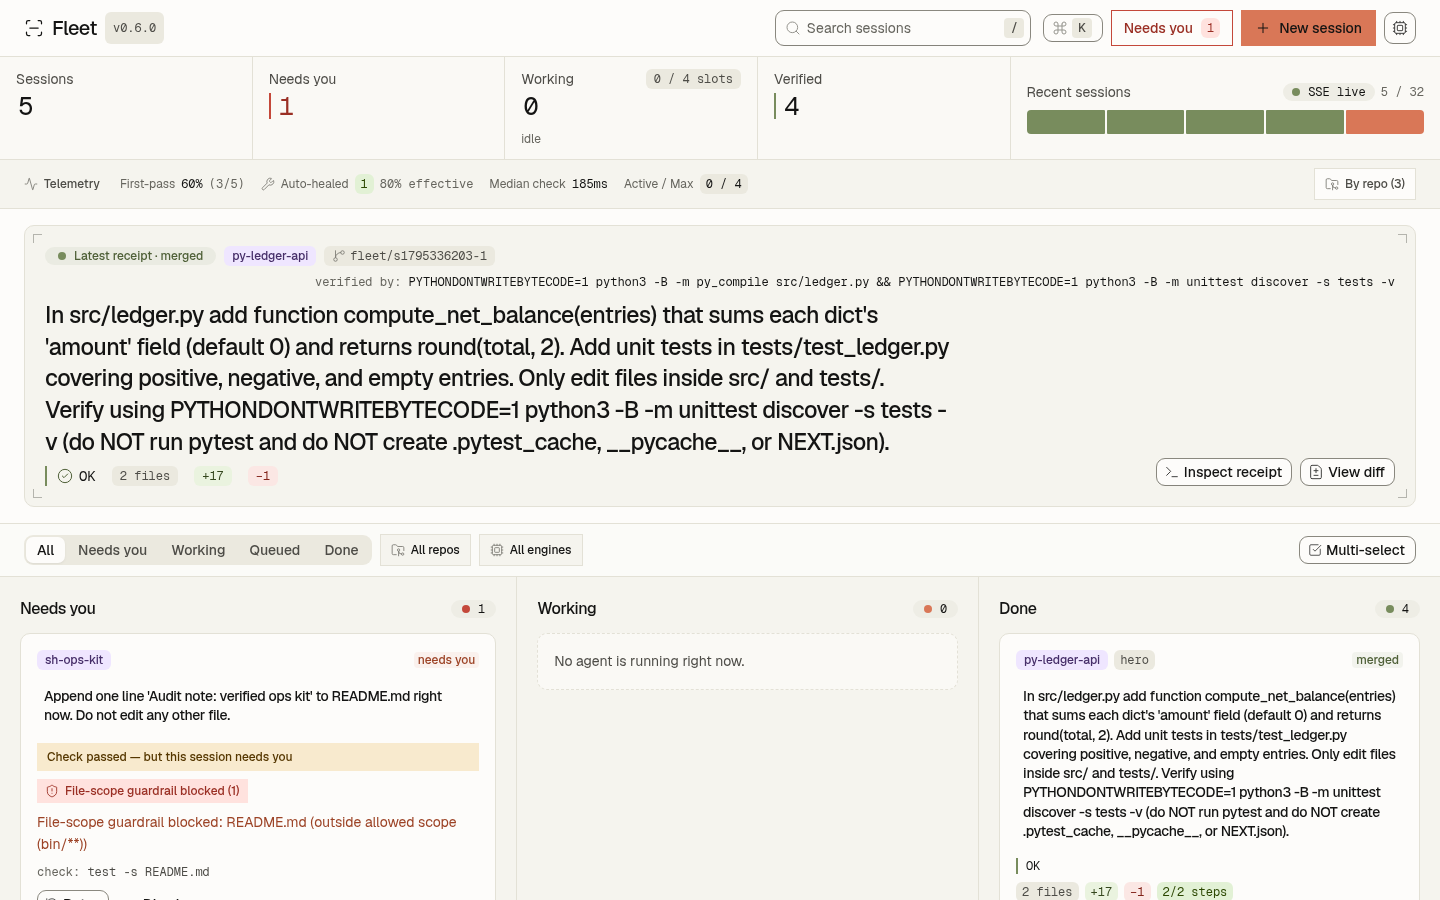 Fleet v0.6.0
Search sessions /
⌘ K
Needs you 1
New session
Sessions
5
Needs you
1
Working 0 / 4 slots
0
idle
Verified
4
Recent sessions SSE live 5 / 32
Telemetry First-pass 60% (3/5) Auto-healed 1 80% effective Median check 185ms Active / Max 0 / 4
By repo (3)
Latest receipt · merged py-ledger-api fleet/s1795336203-1
verified by: PYTHONDONTWRITEBYTECODE=1 python3 -B -m py_compile src/ledger.py && PYTHONDONTWRITEBYTECODE=1 python3 -B -m unittest discover -s tests -v
In src/ledger.py add function compute_net_balance(entries) that sums each dict's
'amount' field (default 0) and returns round(total, 2). Add unit tests in tests/test_ledger.py
covering positive, negative, and empty entries. Only edit files inside src/ and tests/.
Verify using PYTHONDONTWRITEBYTECODE=1 python3 -B -m unittest discover -s tests -
v (do NOT run pytest and do NOT create .pytest_cache, __pycache__, or NEXT.json).
OK 2 files +17 −1
Inspect receipt View diff
All Needs you Working Queued Done All repos All engines Multi-select
Needs you 1
sh-ops-kit needs you
Append one line 'Audit note: verified ops kit' to README.md right
now. Do not edit any other file.
Check passed — but this session needs you
File-scope guardrail blocked (1)
File-scope guardrail blocked: README.md (outside allowed scope
(bin/**))
check: test -s README.md
Working 0
No agent is running right now.
Done 4
py-ledger-api hero merged
In src/ledger.py add function compute_net_balance(entries)
that sums each dict's 'amount' field (default 0) and returns
round(total, 2). Add unit tests in tests/test_ledger.py
covering positive, negative, and empty entries. Only edit files
inside src/ and tests/. Verify using
PYTHONDONTWRITEBYTECODE=1 python3 -B -m unittest
discover -s tests -v (do NOT run pytest and do NOT create
.pytest_cache, __pycache__, or NEXT.json).
OK
2 files +17 −1 2/2 steps